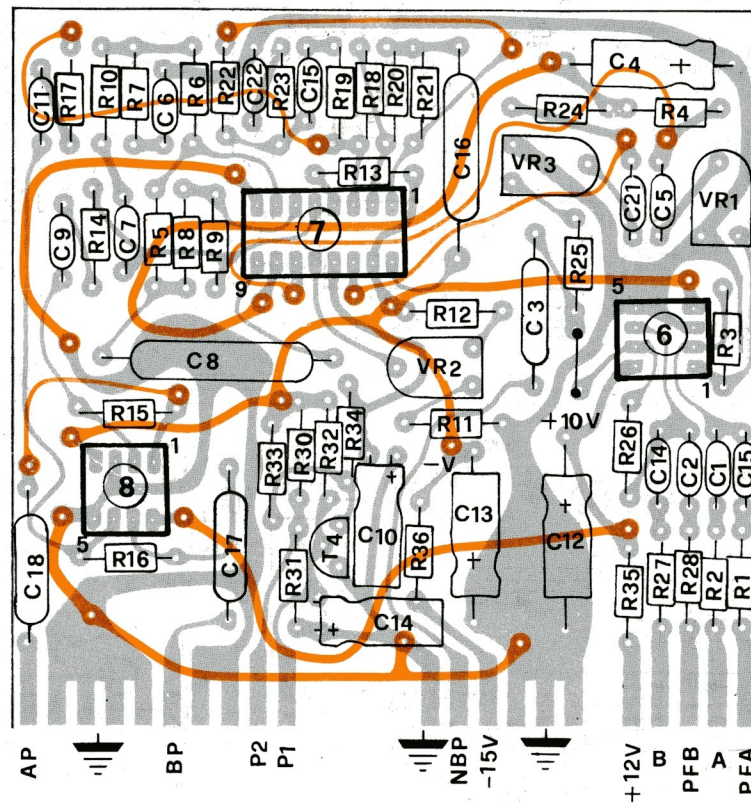 C4 +
C11 R17 R10 R7 C6 R6 R22 C22 R23 C15 R19 R18 R20 R21
C16 R24 R4
R13 VR3 C21 C5 VR1
1
7
C9 R14 C7 R5 R8 R9
9
R25 5
C3
R12 6 R3
C8 VR2
1
R15 R34 R11 +10V
1 R33 R30 R32 -V R26 C14 C2 C1 C15
8 +
C18 5 C17 T4 C10 R36 C13 C12 +
R16 R31 + R35 R27 R28 R2 R1
-+ C14
AP BP P2 P1 NBP -15V +12V B PFB A PFA